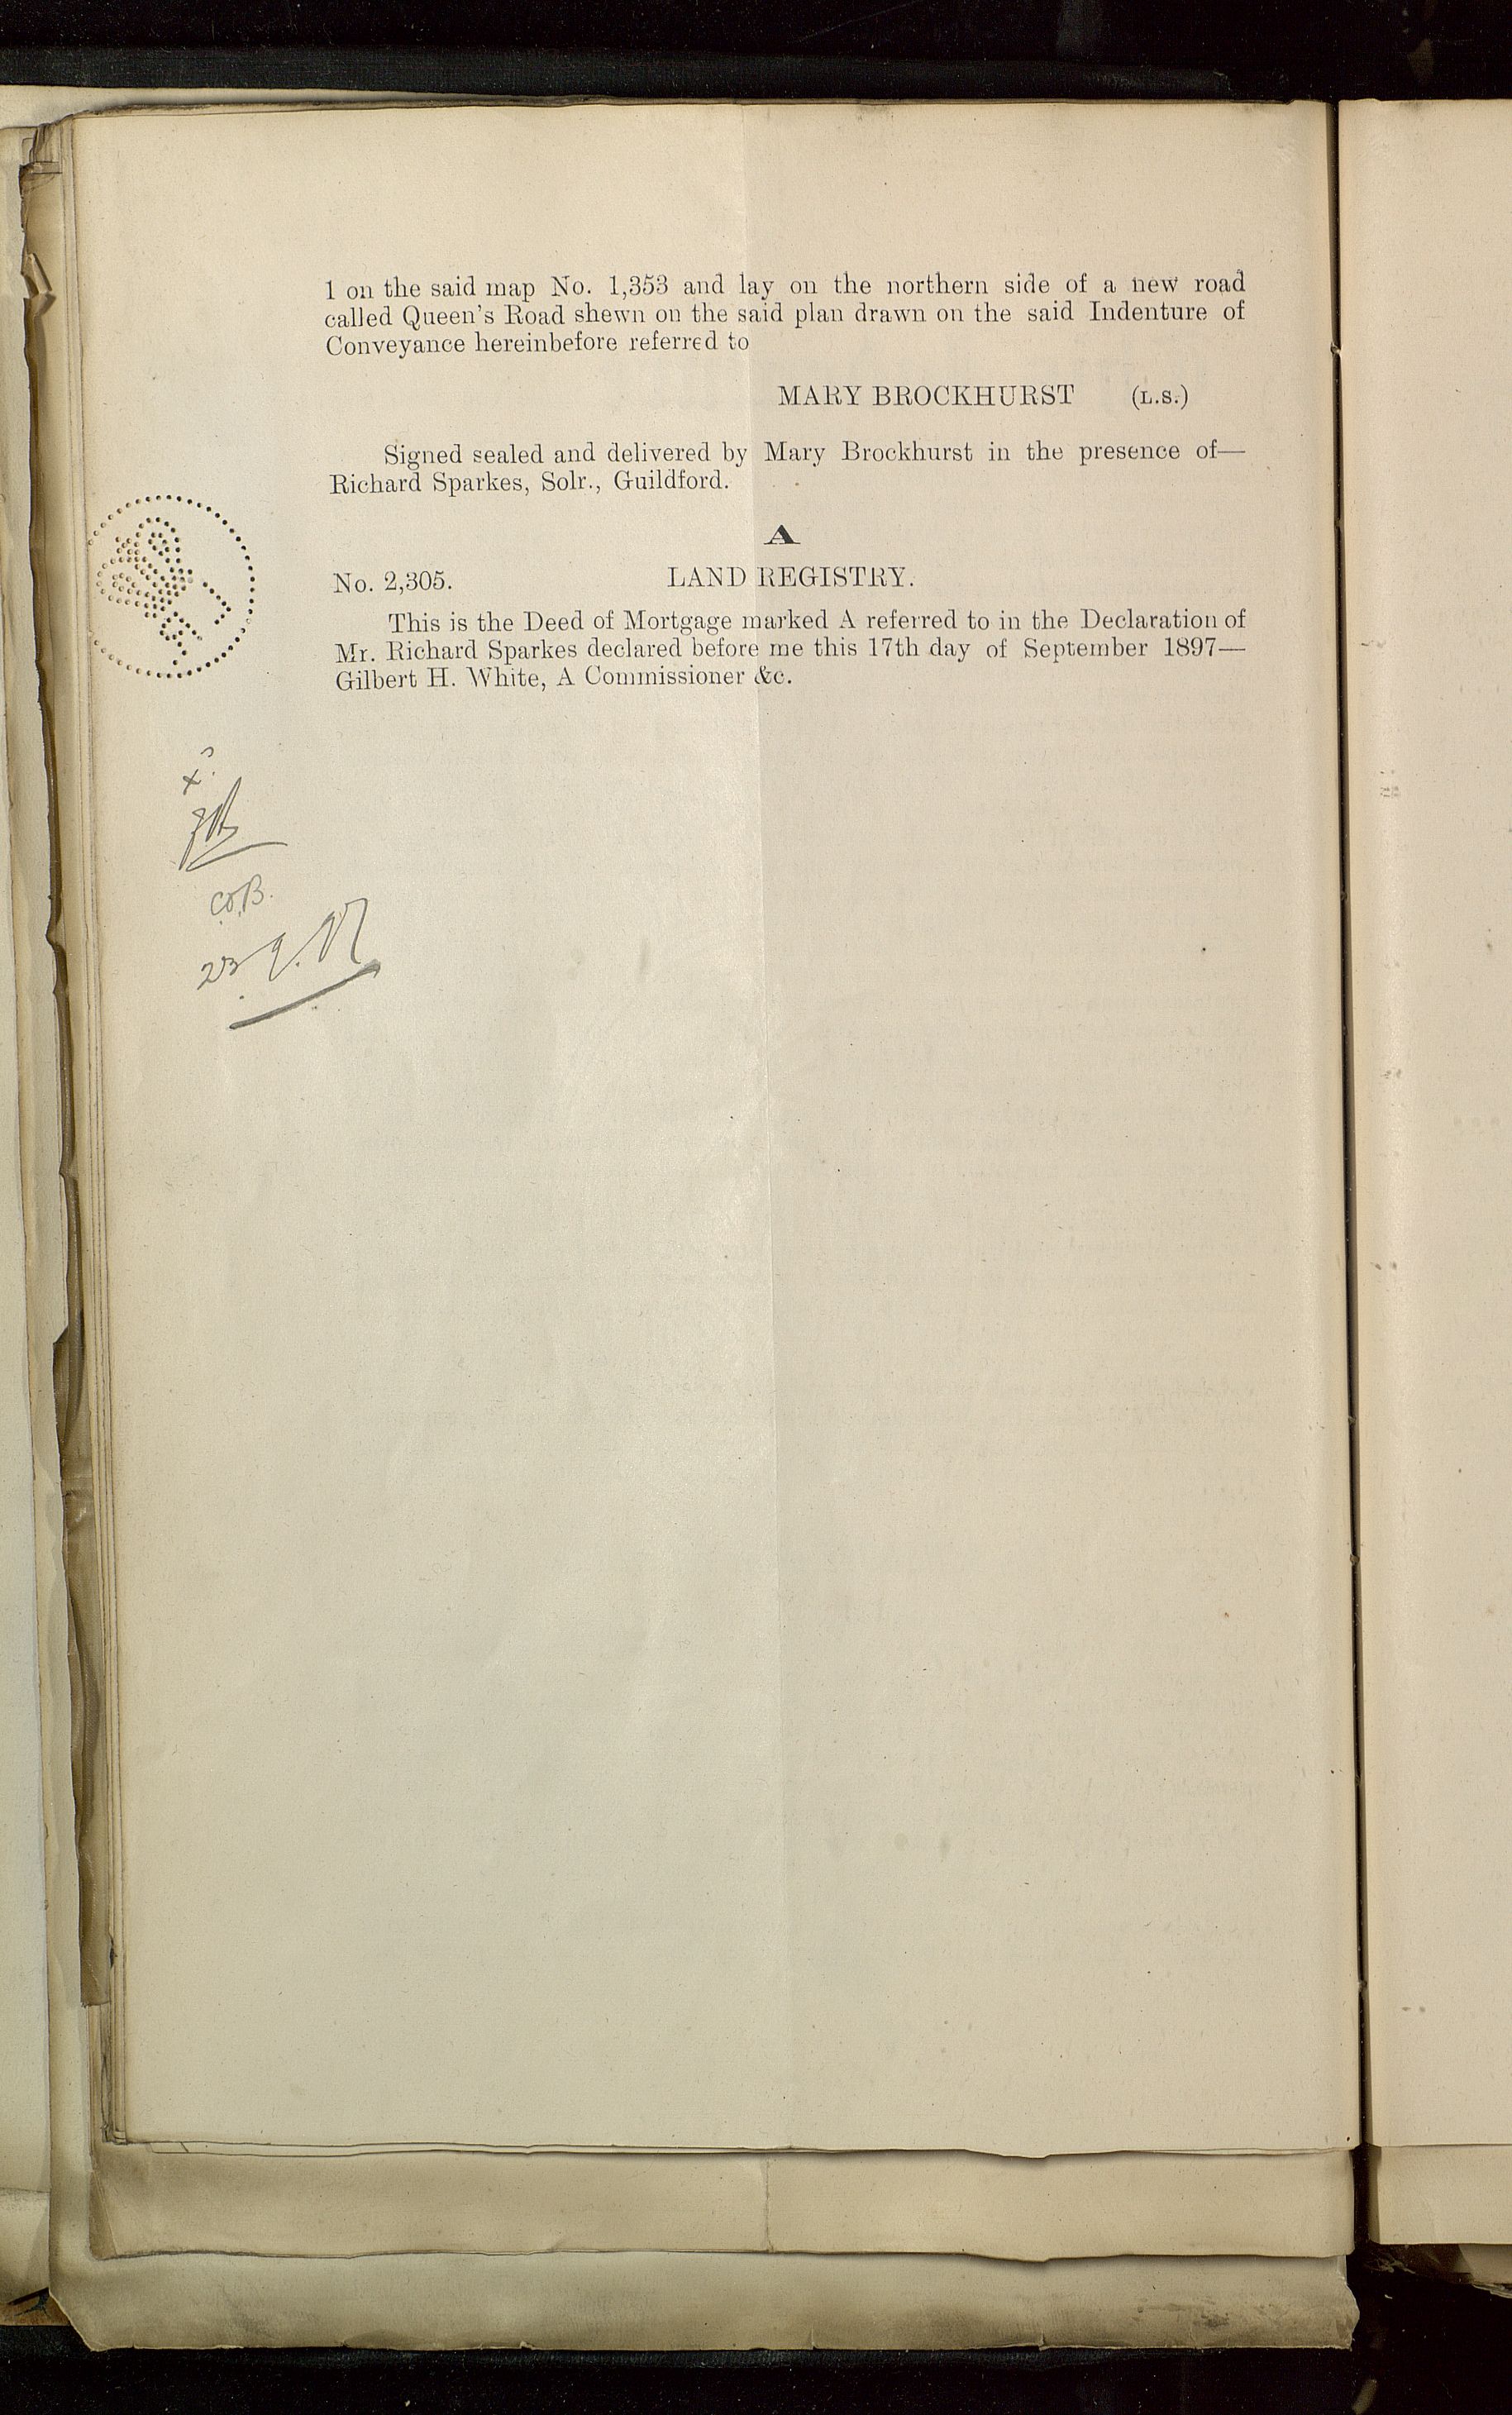 1 on the said map No. 1,353 and lay on the northern side of a new road
called Queen's Road shewn on the said plan drawn on the said Indenture of
Conveyance hereinbefore referred to
MARY BROCKHURST (L.S.)
Signed sealed and delivered by Mary Brockhurst in the presence of—
Richard Sparkes, Solr., Guildford.
A
No. 2,305. LAND REGISTRY.
This is the Deed of Mortgage marked A referred to in the Declaration of
Mr. Richard Sparkes declared before me this 17th day of September 1897—
Gilbert H. White, A Commissioner &c.